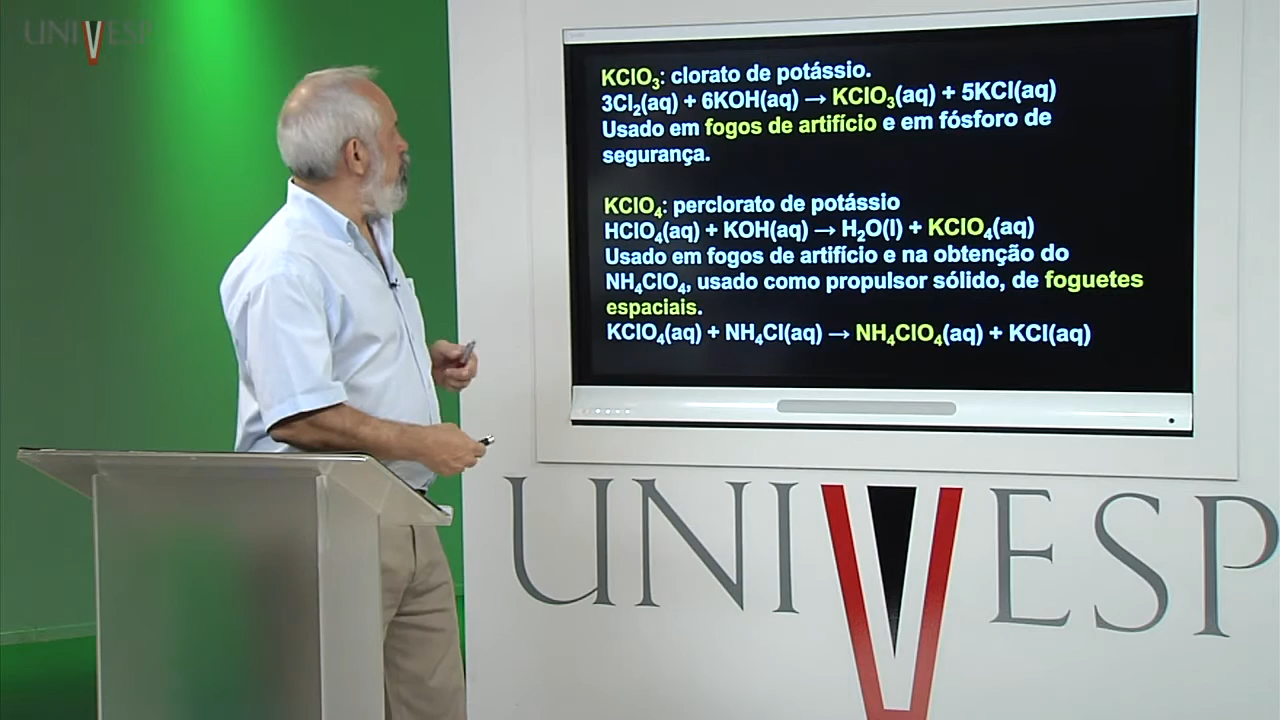 UNIVESP
KClO₃: clorato de potássio.
3Cl₂(aq) + 6KOH(aq) → KClO₃(aq) + 5KCl(aq)
Usado em fogos de artifício e em fósforo de
segurança.
KClO₄: perclorato de potássio
HClO₄(aq) + KOH(aq) → H₂O(l) + KClO₄(aq)
Usado em fogos de artifício e na obtenção do
NH₄ClO₄, usado como propulsor sólido, de foguetes
espaciais.
KClO₄(aq) + NH₄Cl(aq) → NH₄ClO₄(aq) + KCl(aq)
UNIVESP